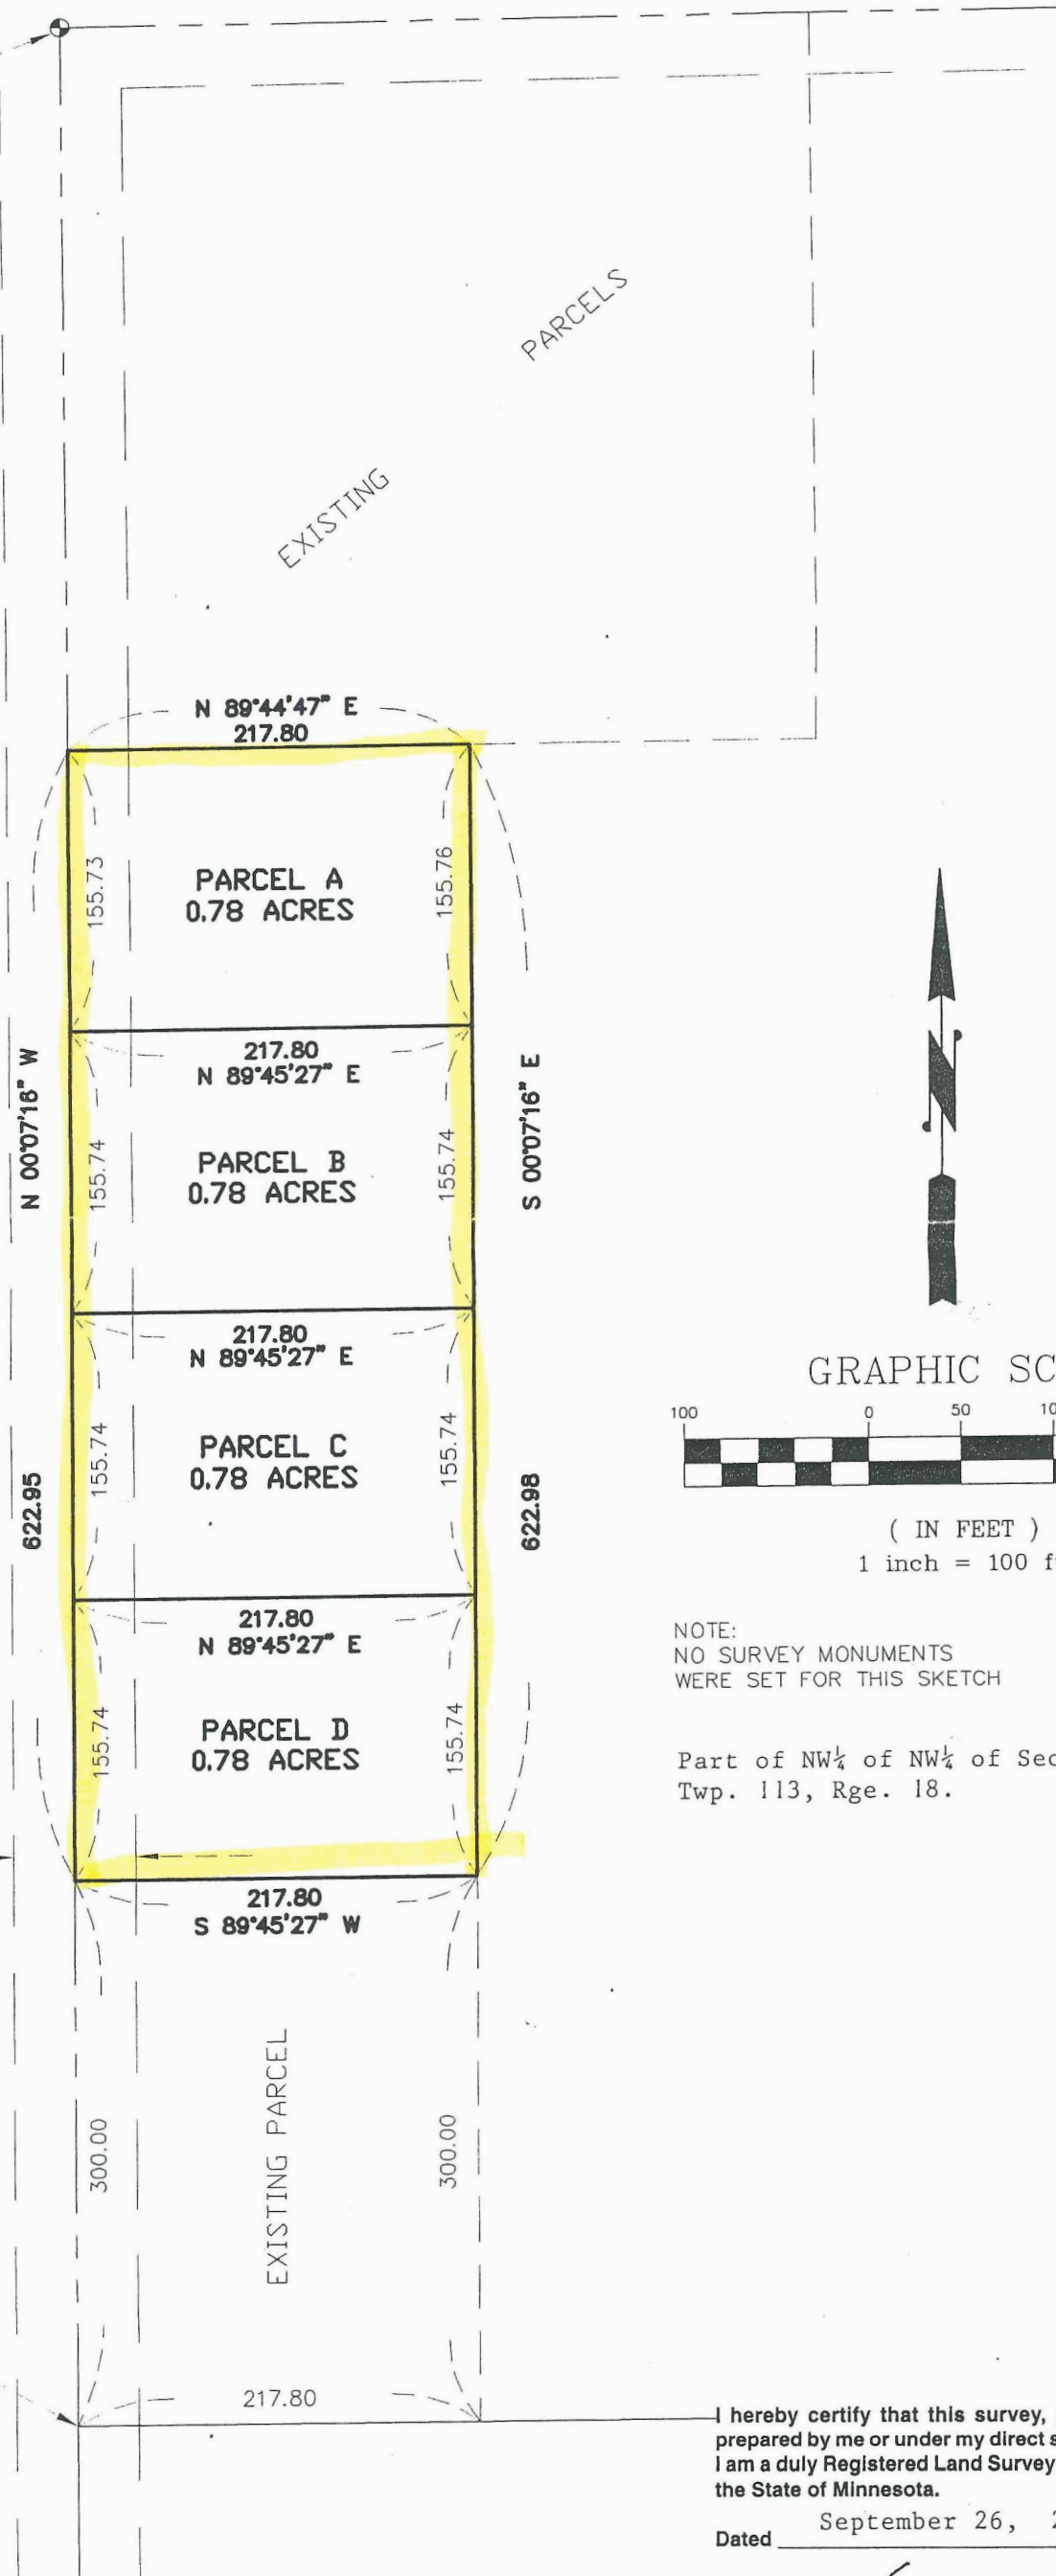 PARCELS
EXISTING
N 89°44'47" E
217.80
155.73
155.76
PARCEL A
0.78 ACRES
217.80
N 89°45'27" E
N 00°07'16" W
S 00°07'16" E
155.74
155.74
PARCEL B
0.78 ACRES
217.80
N 89°45'27" E
155.74
155.74
PARCEL C
0.78 ACRES
622.95
622.98
217.80
N 89°45'27" E
155.74
155.74
PARCEL D
0.78 ACRES
217.80
S 89°45'27" W
EXISTING PARCEL
300.00
300.00
217.80
N
GRAPHIC SC
100
0
50
10
( IN FEET )
1 inch = 100 f
NOTE:
NO SURVEY MONUMENTS
WERE SET FOR THIS SKETCH
Part of NW¼ of NW¼ of Sec
Twp. 113, Rge. 18.
I hereby certify that this survey,
prepared by me or under my direct s
I am a duly Registered Land Survey
the State of Minnesota.
Dated September 26, 2